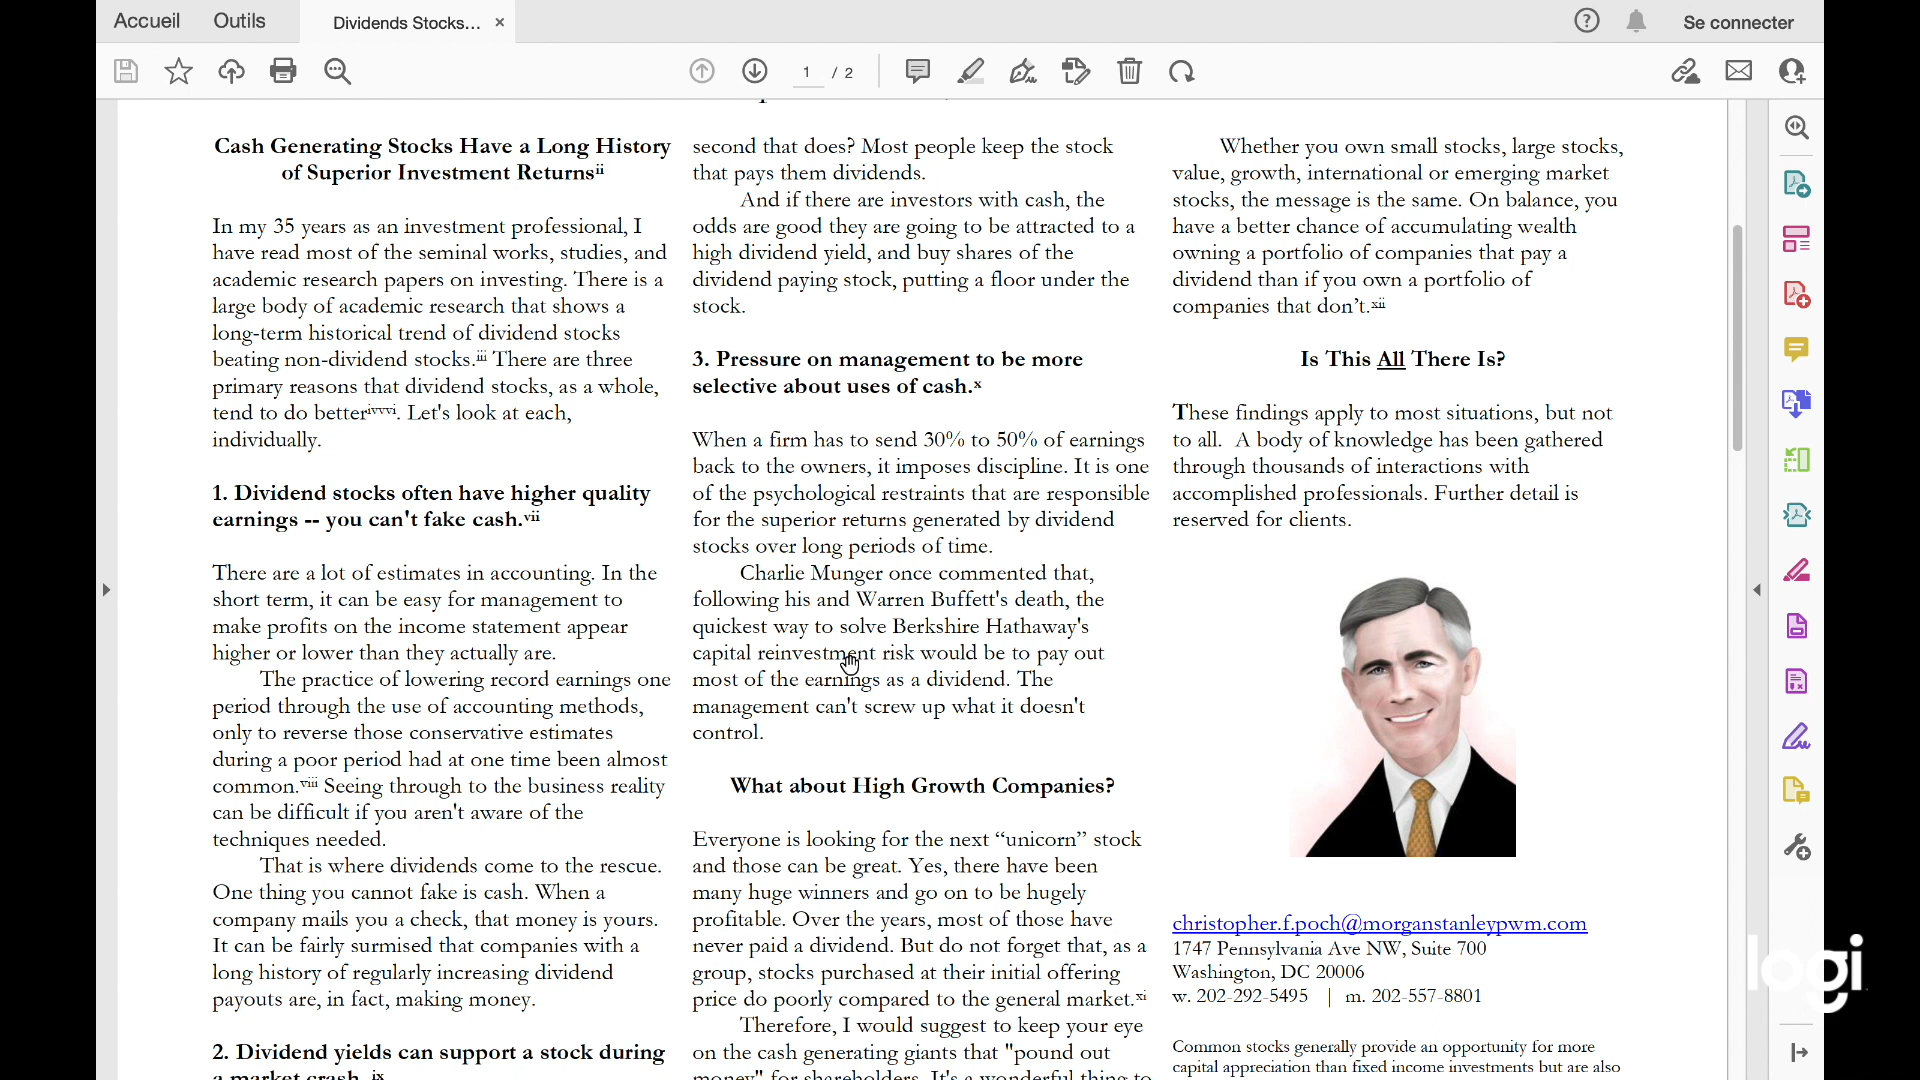 Accueil Outils Dividends Stocks... × ? Se connecter
1 / 2
Cash Generating Stocks Have a Long History
of Superior Investment Returnsii
In my 35 years as an investment professional, I
have read most of the seminal works, studies, and
academic research papers on investing. There is a
large body of academic research that shows a
long-term historical trend of dividend stocks
beating non-dividend stocks.iii There are three
primary reasons that dividend stocks, as a whole,
tend to do betterivvvi. Let's look at each,
individually.
1. Dividend stocks often have higher quality
earnings -- you can't fake cash.vii
There are a lot of estimates in accounting. In the
short term, it can be easy for management to
make profits on the income statement appear
higher or lower than they actually are.
The practice of lowering record earnings one
period through the use of accounting methods,
only to reverse those conservative estimates
during a poor period had at one time been almost
common.viii Seeing through to the business reality
can be difficult if you aren't aware of the
techniques needed.
That is where dividends come to the rescue.
One thing you cannot fake is cash. When a
company mails you a check, that money is yours.
It can be fairly surmised that companies with a
long history of regularly increasing dividend
payouts are, in fact, making money.
2. Dividend yields can support a stock during
a market crash. ix
second that does? Most people keep the stock
that pays them dividends.
And if there are investors with cash, the
odds are good they are going to be attracted to a
high dividend yield, and buy shares of the
dividend paying stock, putting a floor under the
stock.
3. Pressure on management to be more
selective about uses of cash.x
When a firm has to send 30% to 50% of earnings
back to the owners, it imposes discipline. It is one
of the psychological restraints that are responsible
for the superior returns generated by dividend
stocks over long periods of time.
Charlie Munger once commented that,
following his and Warren Buffett's death, the
quickest way to solve Berkshire Hathaway's
capital reinvestment risk would be to pay out
most of the earnings as a dividend. The
management can't screw up what it doesn't
control.
What about High Growth Companies?
Everyone is looking for the next “unicorn” stock
and those can be great. Yes, there have been
many huge winners and go on to be hugely
profitable. Over the years, most of those have
never paid a dividend. But do not forget that, as a
group, stocks purchased at their initial offering
price do poorly compared to the general market.xi
Therefore, I would suggest to keep your eye
on the cash generating giants that "pound out
money" for shareholders. It's a wonderful thing to
Whether you own small stocks, large stocks,
value, growth, international or emerging market
stocks, the message is the same. On balance, you
have a better chance of accumulating wealth
owning a portfolio of companies that pay a
dividend than if you own a portfolio of
companies that don’t.xii
Is This All There Is?
These findings apply to most situations, but not
to all. A body of knowledge has been gathered
through thousands of interactions with
accomplished professionals. Further detail is
reserved for clients.
christopher.f.poch@morganstanleypwm.com
1747 Pennsylvania Ave NW, Suite 700
Washington, DC 20006
w. 202-292-5495 | m. 202-557-8801
Common stocks generally provide an opportunity for more
capital appreciation than fixed income investments but are also
logi